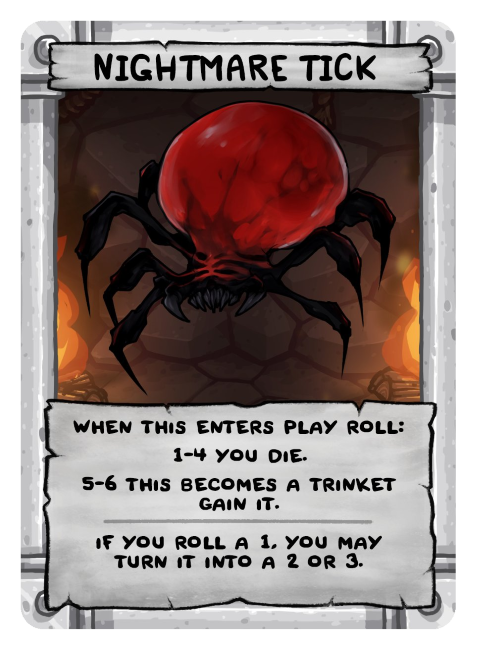 NIGHTMARE TICK
WHEN THIS ENTERS PLAY ROLL:
1-4 YOU DIE.
5-6 THIS BECOMES A TRINKET
GAIN IT.
IF YOU ROLL A 1, YOU MAY
TURN IT INTO A 2 OR 3.